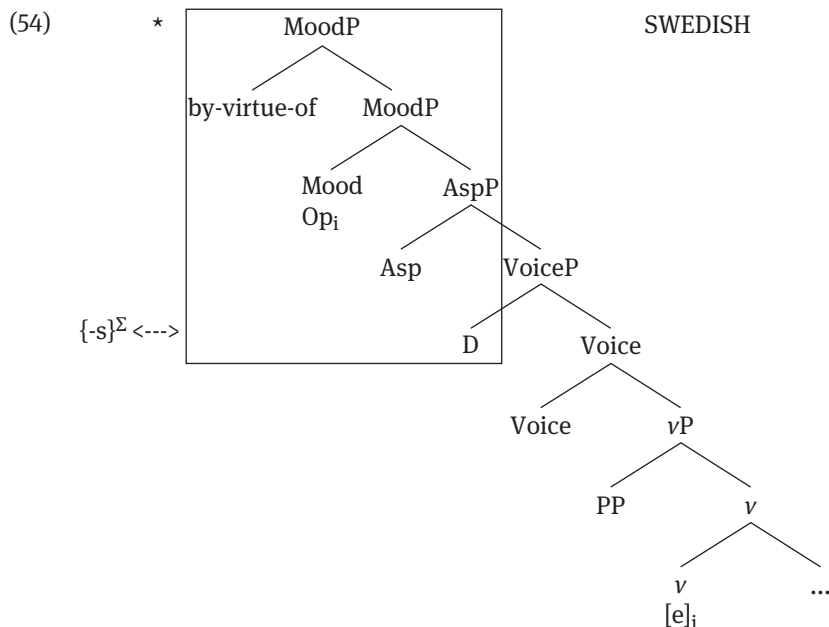 (54) * MoodP SWEDISH
by-virtue-of MoodP
Mood AspP
Opi
Asp VoiceP
{-s}Σ <---> D Voice
Voice vP
PP v
v ...
[e]i